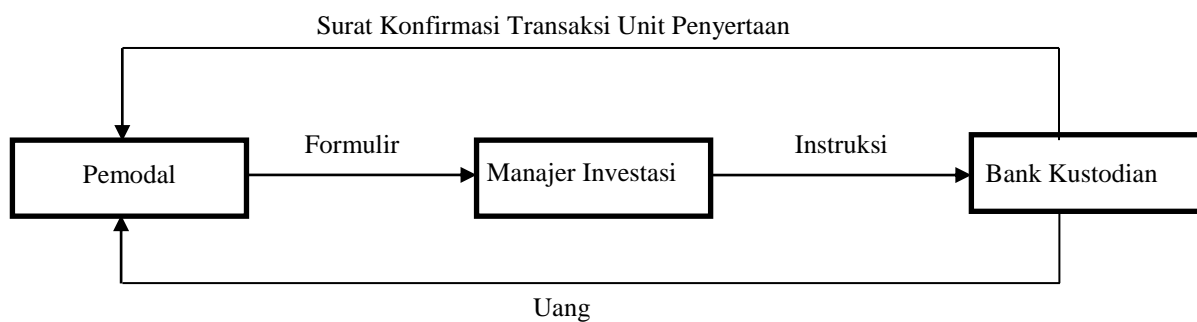 Surat Konfirmasi Transaksi Unit Penyertaan
Formulir
Instruksi
Pemodal
Manajer Investasi
Bank Kustodian
Uang